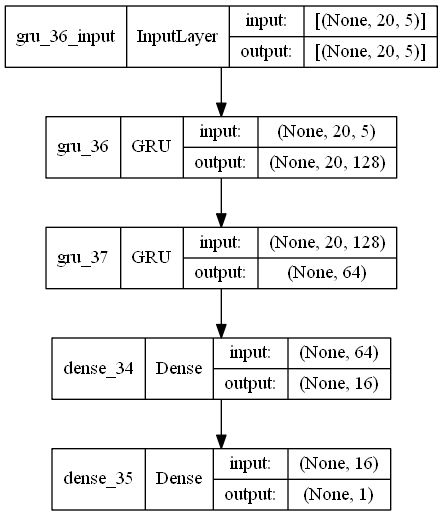 gru_36_input InputLayer input: [(None, 20, 5)]
output: [(None, 20, 5)]
gru_36 GRU input: (None, 20, 5)
output: (None, 20, 128)
gru_37 GRU input: (None, 20, 128)
output: (None, 64)
dense_34 Dense input: (None, 64)
output: (None, 16)
dense_35 Dense input: (None, 16)
output: (None, 1)